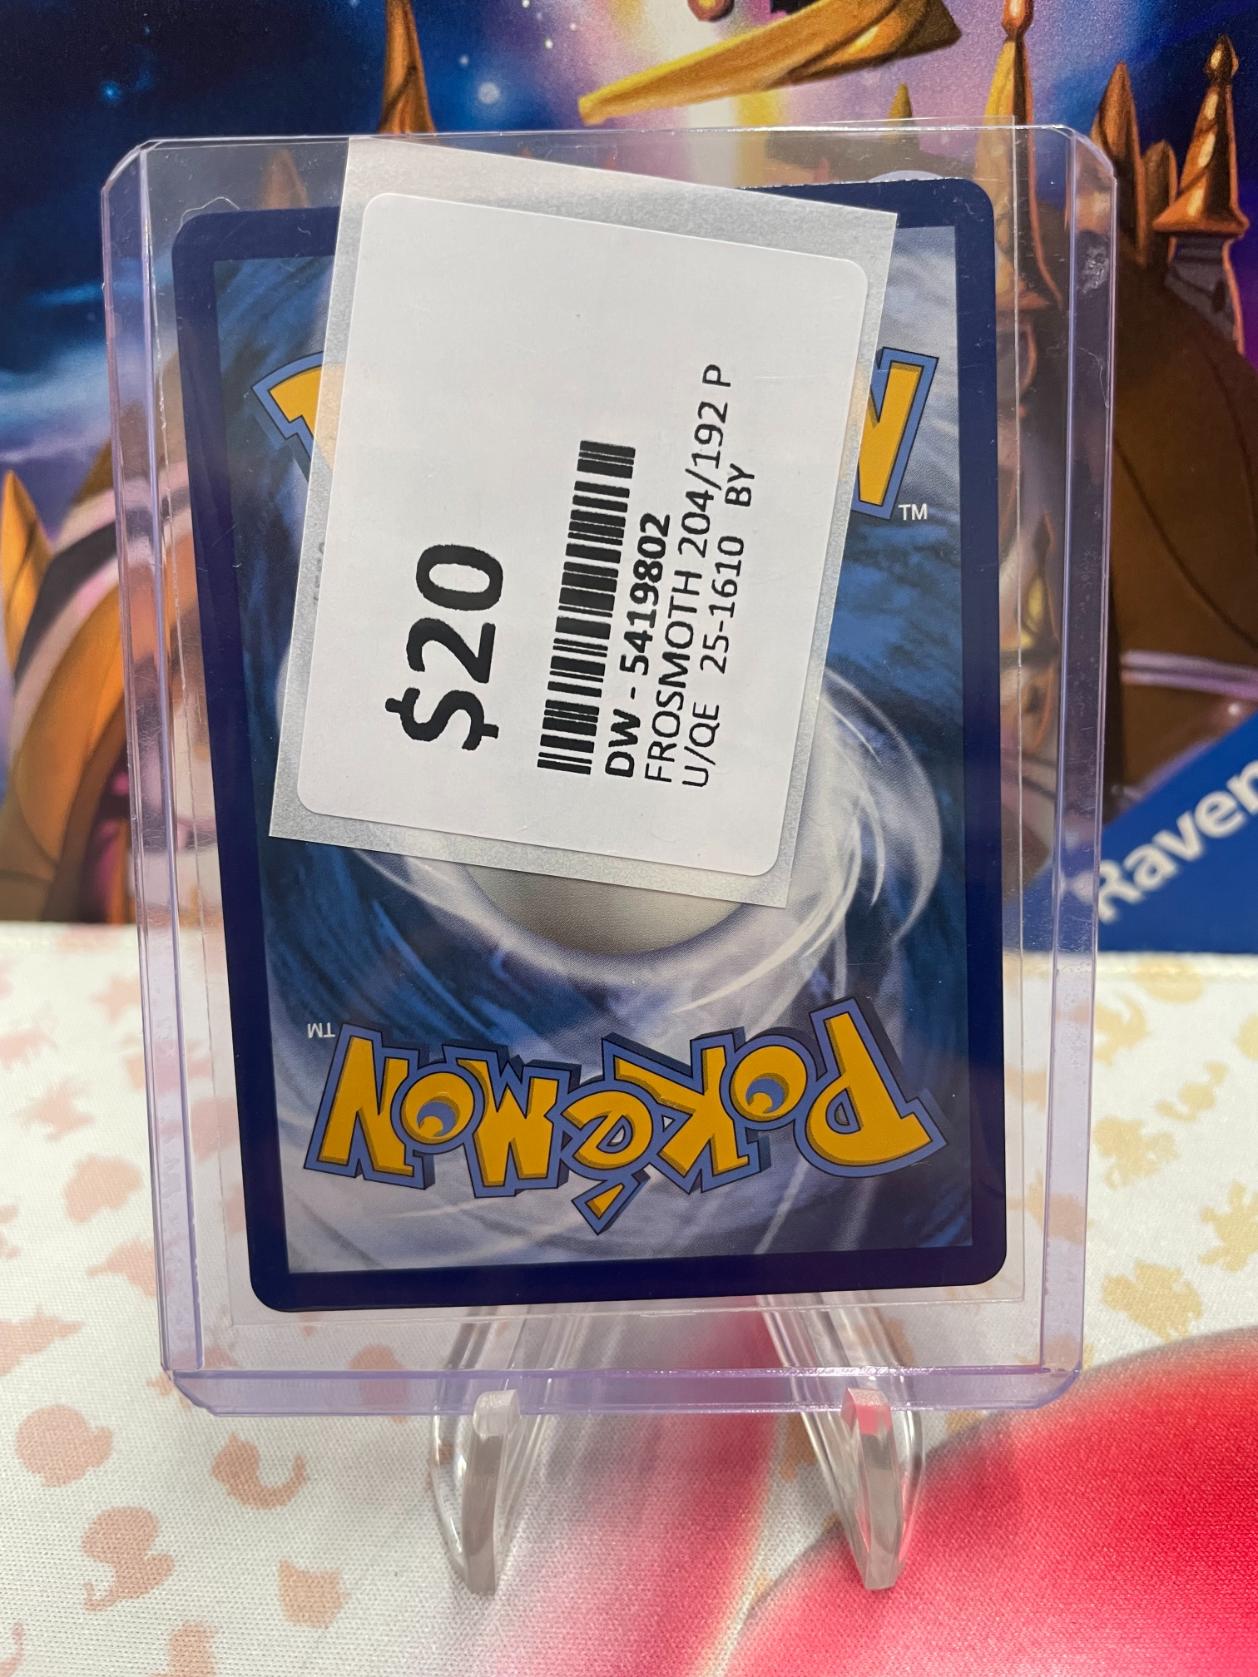 $20
DW - 5419802
FROSMOTH 204/192 P
U/QE 25-1610 BY
N
TM
POKéMON
TM
Raven